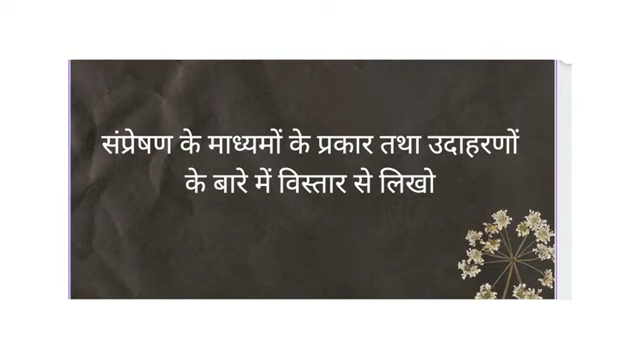 संप्रेषण के माध्यमों के प्रकार तथा उदाहरणों
के बारे में विस्तार से लिखो